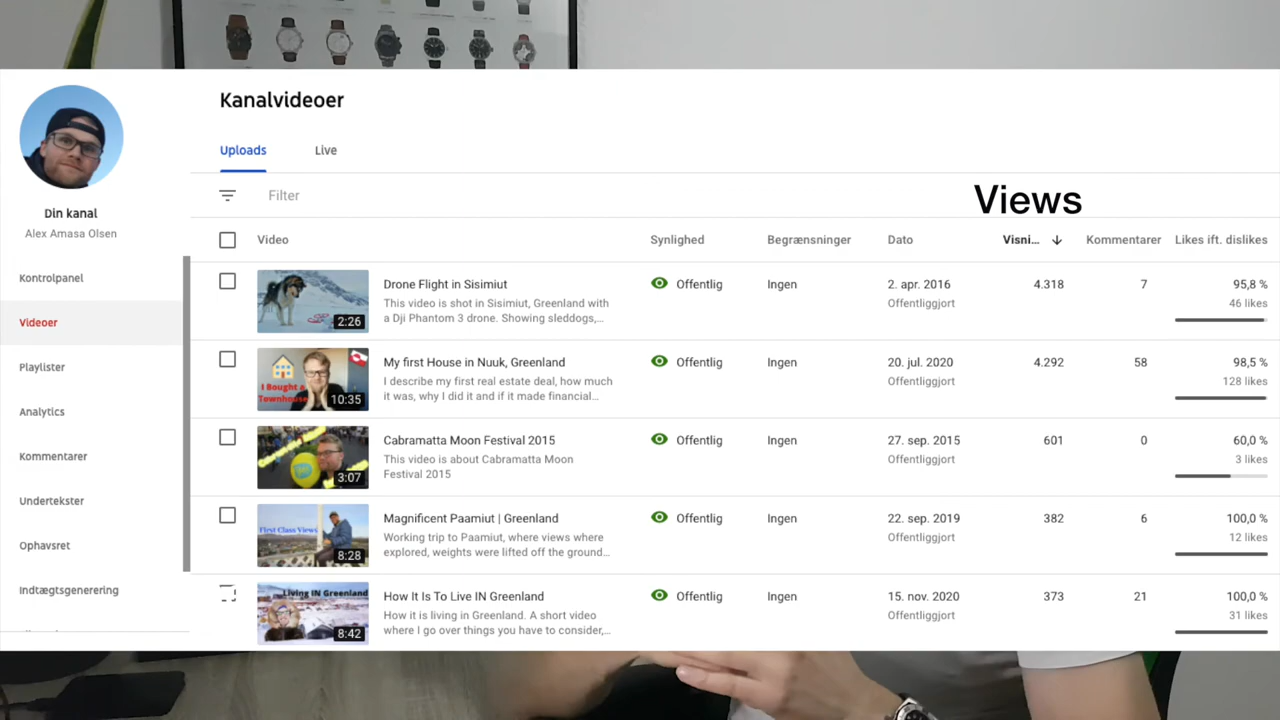 Kanalvideoer
Uploads Live
Filter
Views
Din kanal
Alex Amasa Olsen
Kontrolpanel
Videoer
Playlister
Analytics
Kommentarer
Undertekster
Ophavsret
Indtægtsgenerering
Video Synlighed Begrænsninger Dato Visni... Kommentarer Likes ift. dislikes
Drone Flight in Sisimiut Offentlig Ingen 2. apr. 2016 4.318 7 95,8 %
This video is shot in Sisimiut, Greenland with Offentliggjort 46 likes
a Dji Phantom 3 drone. Showing sleddogs,...
2:26
My first House in Nuuk, Greenland Offentlig Ingen 20. jul. 2020 4.292 58 98,5 %
I describe my first real estate deal, how much Offentliggjort 128 likes
it was, why I did it and if it made financial...
I Bought a
Townhouse
10:35
Cabramatta Moon Festival 2015 Offentlig Ingen 27. sep. 2015 601 0 60,0 %
This video is about Cabramatta Moon Offentliggjort 3 likes
Festival 2015
3:07
Magnificent Paamiut | Greenland Offentlig Ingen 22. sep. 2019 382 6 100,0 %
Working trip to Paamiut, where views where Offentliggjort 12 likes
explored, weights were lifted off the ground...
First Class Views
8:28
How It Is To Live IN Greenland Offentlig Ingen 15. nov. 2020 373 21 100,0 %
How it is living in Greenland. A short video Offentliggjort 31 likes
where I go over things you have to consider,...
Living IN Greenland
8:42